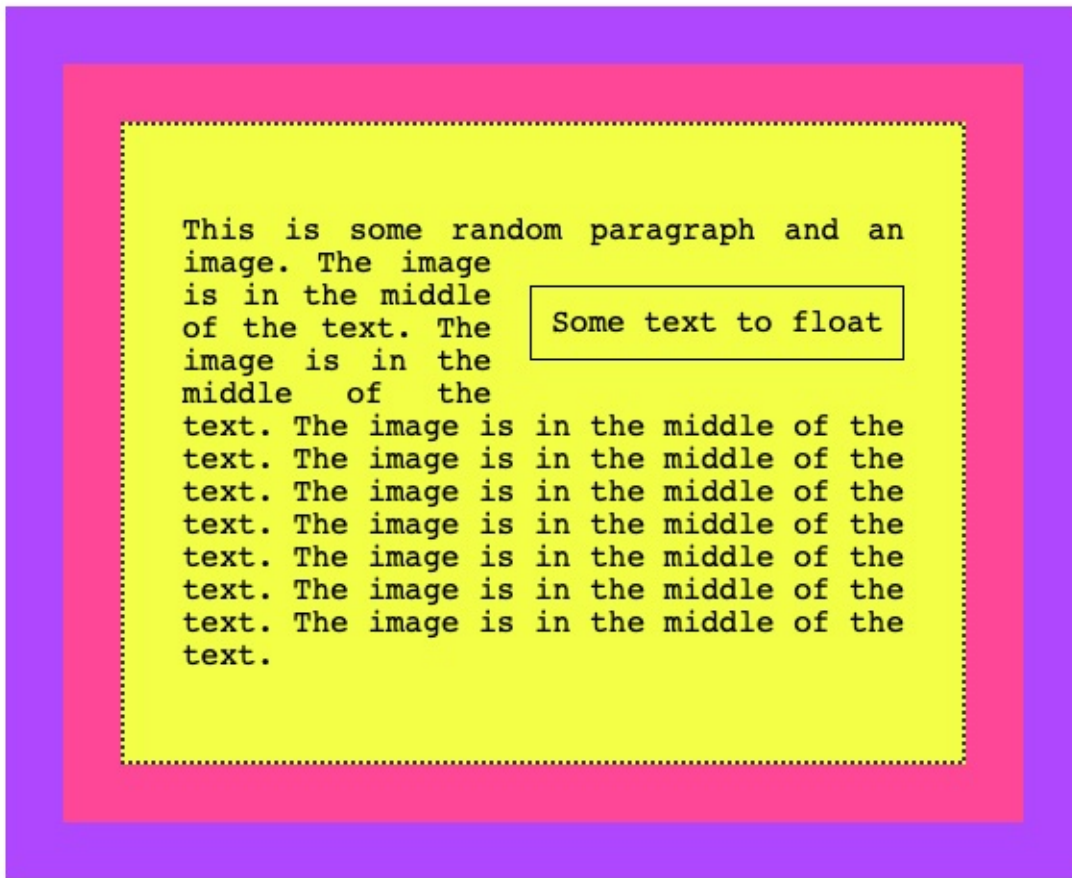 This is some random paragraph and an
image. The image
is in the middle
Some text to float
of the text. The
image is in the
middle of the
text. The image is in the middle of the
text. The image is in the middle of the
text. The image is in the middle of the
text. The image is in the middle of the
text. The image is in the middle of the
text. The image is in the middle of the
text. The image is in the middle of the
text.